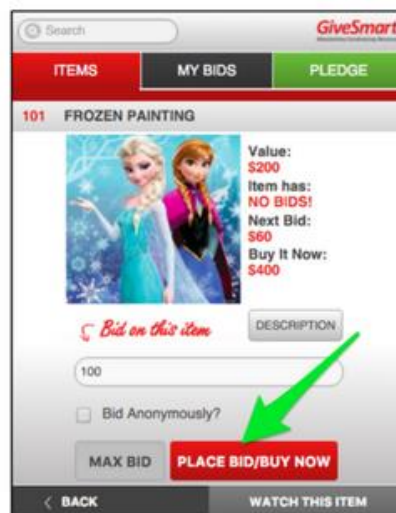 Search
GiveSmart
ITEMS
MY BIDS
PLEDGE
101 FROZEN PAINTING
Value:
$200
Item has:
NO BIDS!
Next Bid:
$60
Buy It Now:
$400
Bid on this item
DESCRIPTION
100
Bid Anonymously?
MAX BID
PLACE BID/BUY NOW
BACK
WATCH THIS ITEM